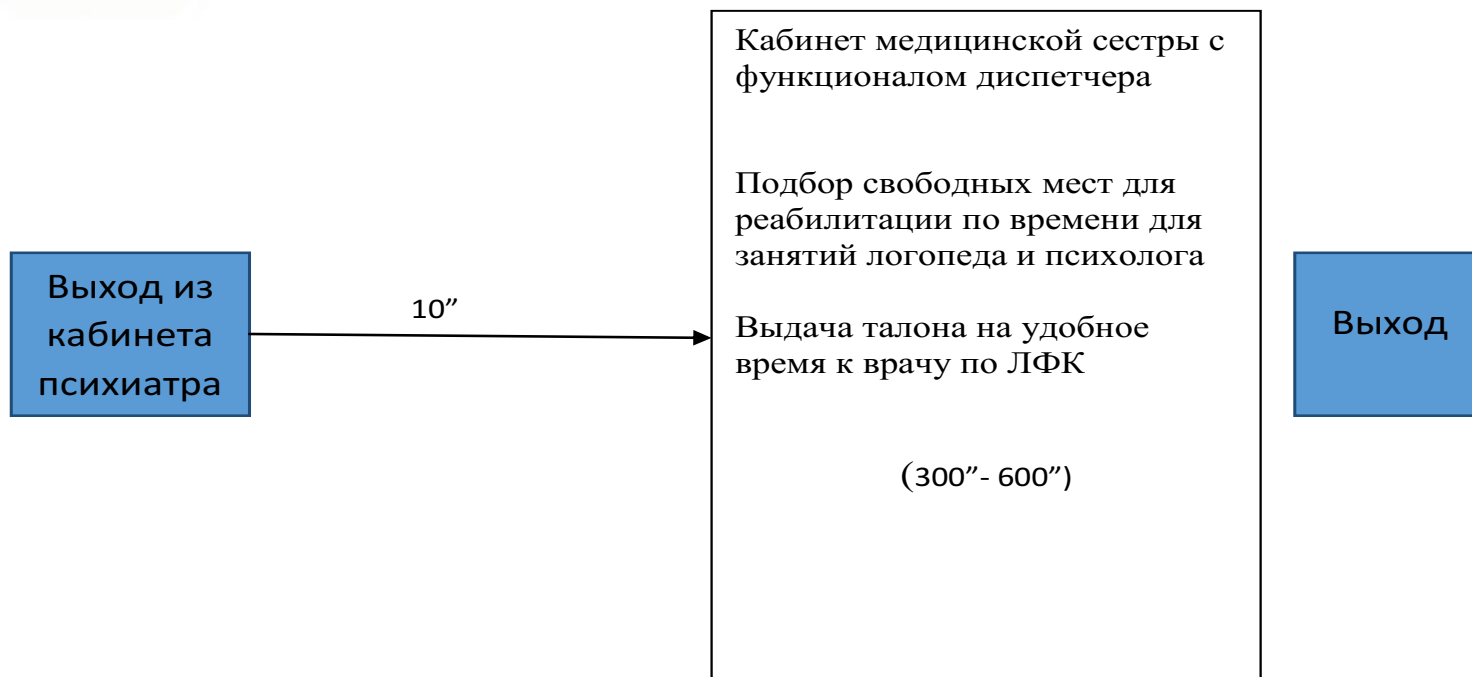 Выход из
кабинета
психиатра
10”
Кабинет медицинской сестры с
функционалом диспетчера
Подбор свободных мест для
реабилитации по времени для
занятий логопеда и психолога
Выдача талона на удобное
время к врачу по ЛФК
(300”- 600”)
Выход